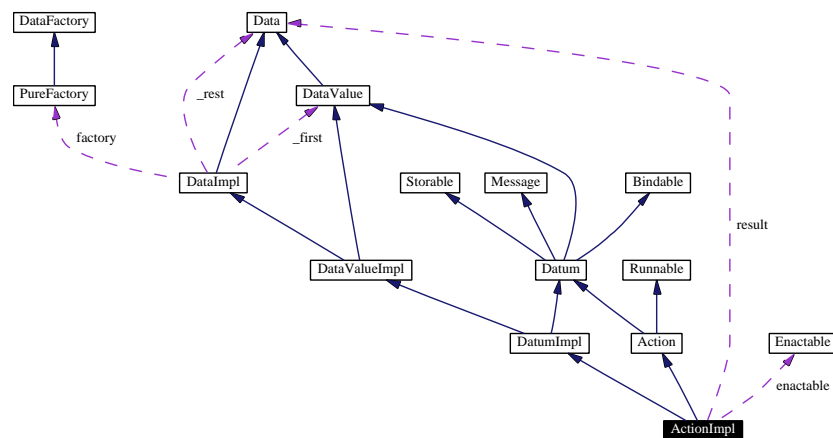 DataFactory
Data
PureFactory
_rest
DataValue
factory
_first
DataImpl
Storable
Message
Bindable
result
DataValueImpl
Datum
Runnable
DatumImpl
Action
Enactable
enactable
ActionImpl